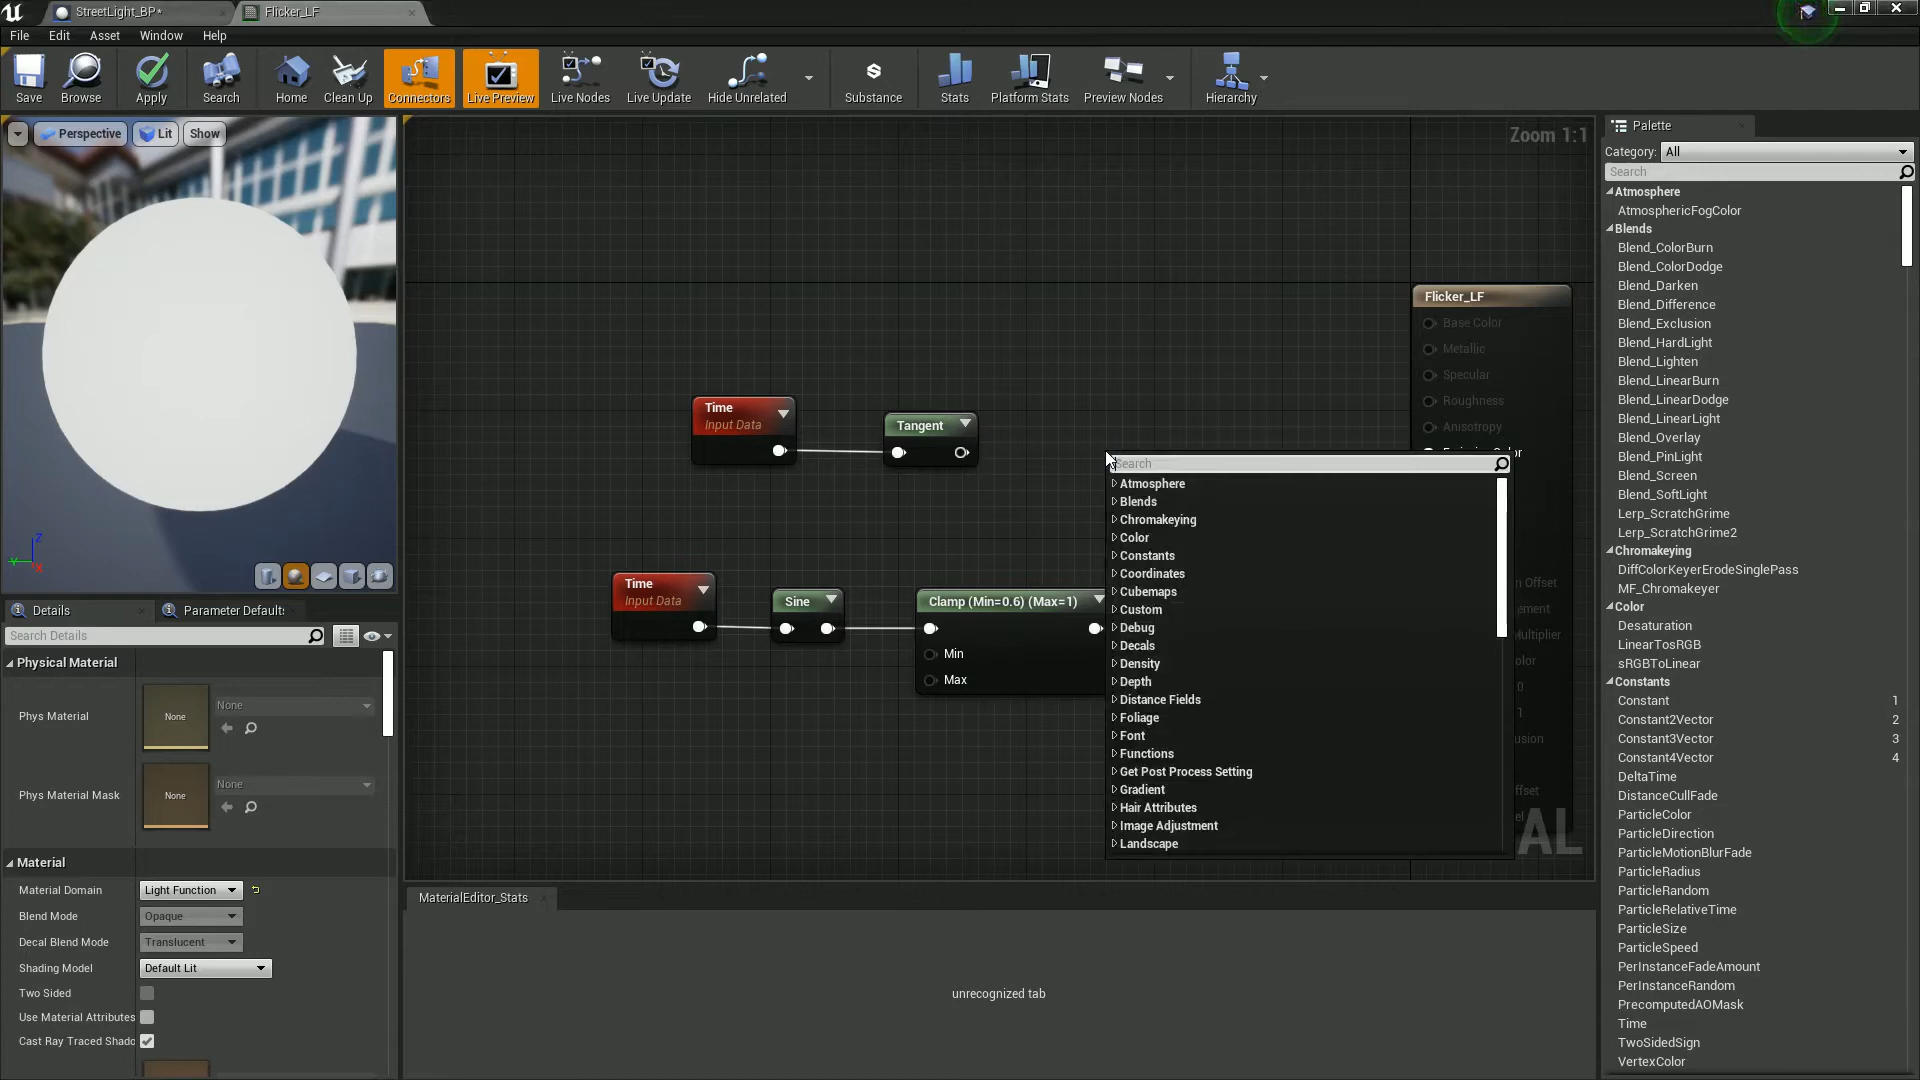 StreetLight_BP*
Flicker_LF
File
Edit
Asset
Window
Help
Save
Browse
Apply
Search
Home
Clean Up
Connectors
Live Preview
Live Nodes
Live Update
Hide Unrelated
Substance
Stats
Platform Stats
Preview Nodes
Hierarchy
Perspective
Lit
Show
Z
Y
X
Details
Parameter Default
Search Details
Physical Material
Phys Material
None
None
Phys Material Mask
None
None
Material
Material Domain
Light Function
Blend Mode
Opaque
Decal Blend Mode
Translucent
Shading Model
Default Lit
Two Sided
Use Material Attributes
Cast Ray Traced Shado
Zoom 1:1
Time
Input Data
Tangent
Time
Input Data
Sine
Clamp (Min=0.6) (Max=1)
Min
Max
Flicker_LF
Base Color
Metallic
Specular
Roughness
Anisotropy
Search
Atmosphere
Blends
Chromakeying
Color
Constants
Coordinates
Cubemaps
Custom
Debug
Decals
Density
Depth
Distance Fields
Foliage
Font
Functions
Get Post Process Setting
Gradient
Hair Attributes
Image Adjustment
Landscape
AL
MaterialEditor_Stats
unrecognized tab
Palette
Category:
All
Search
Atmosphere
AtmosphericFogColor
Blends
Blend_ColorBurn
Blend_ColorDodge
Blend_Darken
Blend_Difference
Blend_Exclusion
Blend_HardLight
Blend_Lighten
Blend_LinearBurn
Blend_LinearDodge
Blend_LinearLight
Blend_Overlay
Blend_PinLight
Blend_Screen
Blend_SoftLight
Lerp_ScratchGrime
Lerp_ScratchGrime2
Chromakeying
DiffColorKeyerErodeSinglePass
MF_Chromakeyer
Color
Desaturation
LinearTosRGB
sRGBToLinear
Constants
Constant 1
Constant2Vector 2
Constant3Vector 3
Constant4Vector 4
DeltaTime
DistanceCullFade
ParticleColor
ParticleDirection
ParticleMotionBlurFade
ParticleRadius
ParticleRandom
ParticleRelativeTime
ParticleSize
ParticleSpeed
PerInstanceFadeAmount
PerInstanceRandom
PrecomputedAOMask
Time
TwoSidedSign
VertexColor